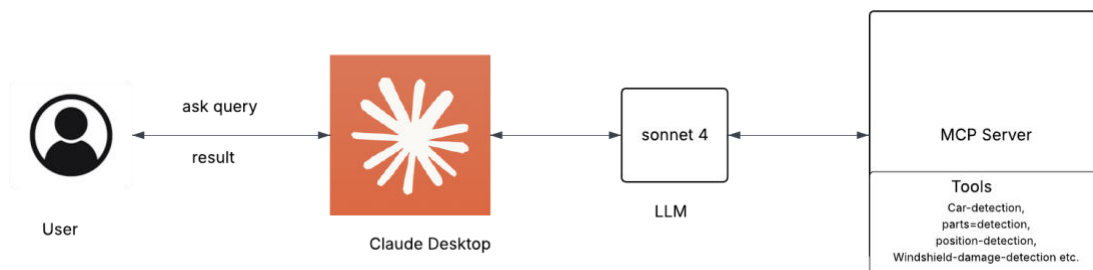 ask query
result
User
Claude Desktop
sonnet 4
LLM
MCP Server
Tools
Car-detection,
parts=detection,
position-detection,
Windshield-damage-detection etc.